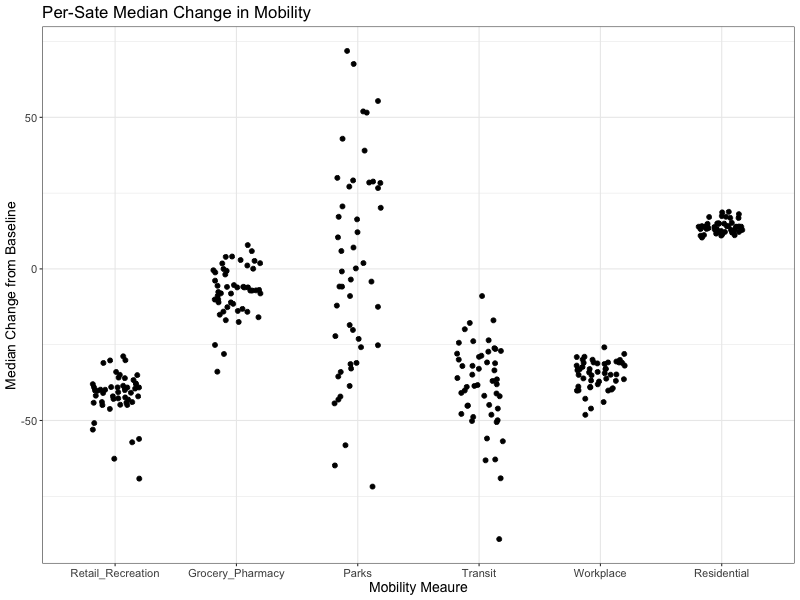 Per-Sate Median Change in Mobility
Median Change from Baseline
50
0
-50
Retail_Recreation Grocery_Pharmacy Parks Transit Workplace Residential
Mobility Meaure